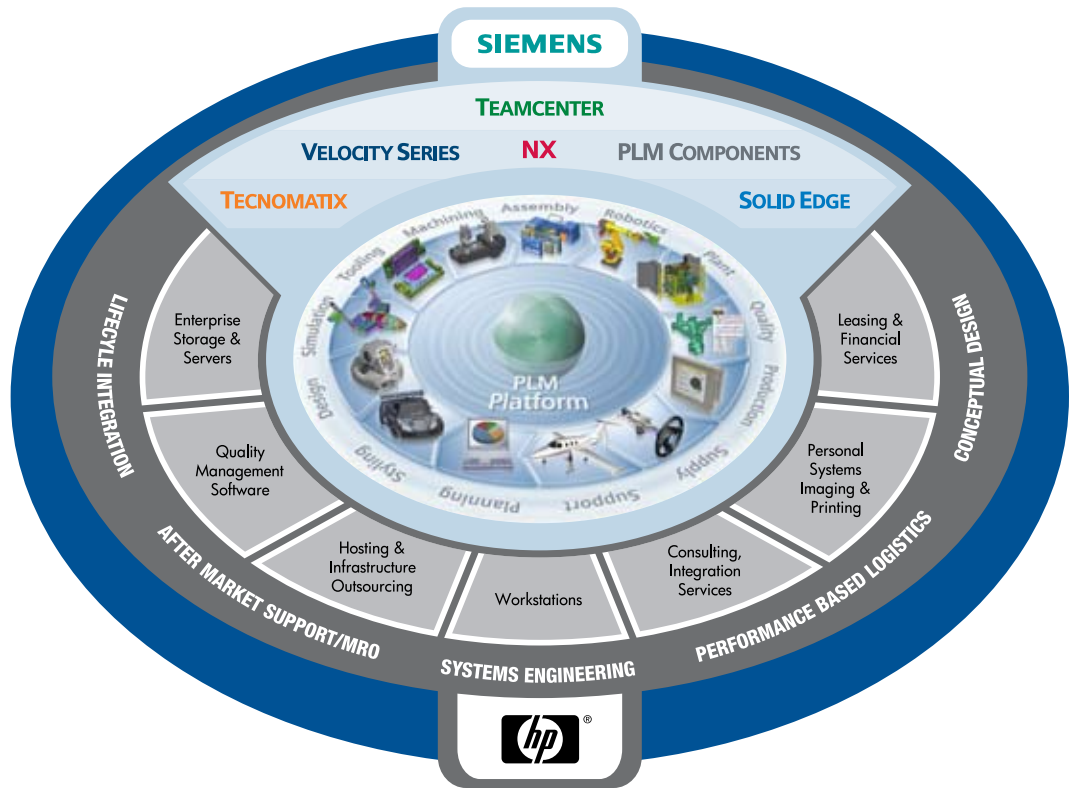 SIEMENS
TEAMCENTER
VELOCITY SERIES
NX
PLM COMPONENTS
TECNOMATIX
SOLID EDGE
Planning
Styling
Design
Simulation
Tooling
Machining
Assembly
Robotics
Plant
Quality
Production
Supply
Support
PLM
Platform
Enterprise
Storage &
Servers
Quality
Management
Software
Hosting &
Infrastructure
Outsourcing
Workstations
Consulting,
Integration
Services
Personal
Systems
Imaging &
Printing
Leasing &
Financial
Services
LIFECYLE INTEGRATION
AFTER MARKET SUPPORT/MRO
SYSTEMS ENGINEERING
PERFORMANCE BASED LOGISTICS
CONCEPTUAL DESIGN
hp®